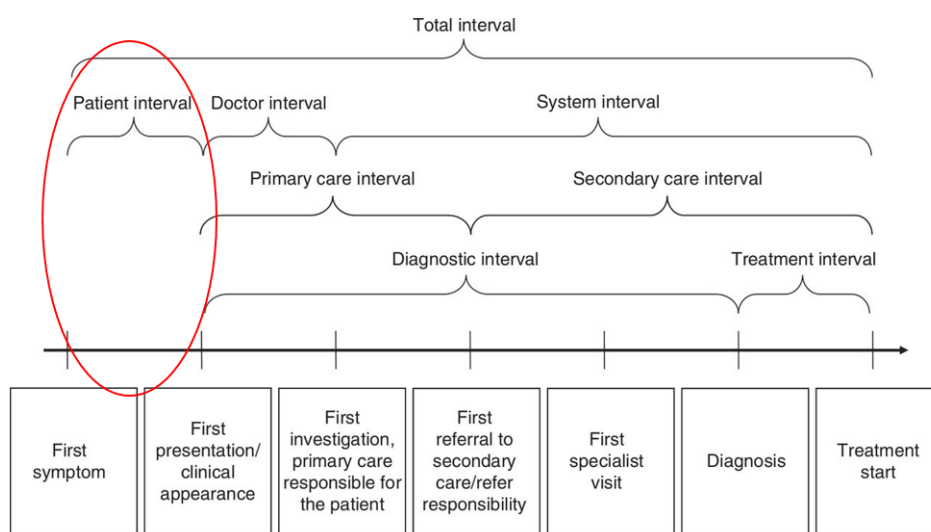 Total interval
Patient interval
Doctor interval
System interval
Primary care interval
Secondary care interval
Diagnostic interval
Treatment interval
First
symptom
First
presentation/
clinical
appearance
First
investigation,
primary care
responsible for
the patient
First
referral to
secondary
care/refer
responsibility
First
specialist
visit
Diagnosis
Treatment
start